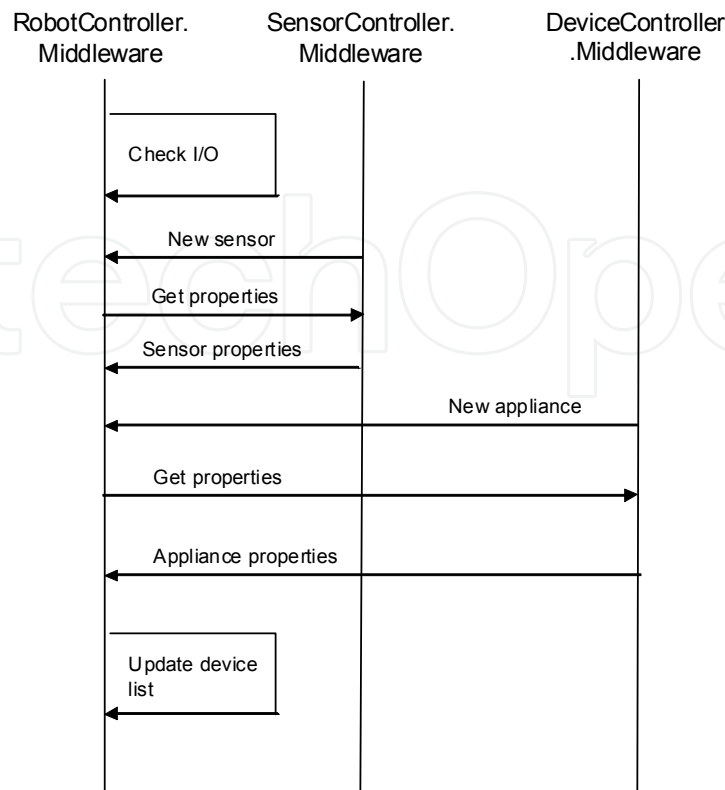 RobotController.
Middleware
SensorController.
Middleware
DeviceController
.Middleware
Check I/O
New sensor
Get properties
Sensor properties
New appliance
Get properties
Appliance properties
Update device
list
techOpe